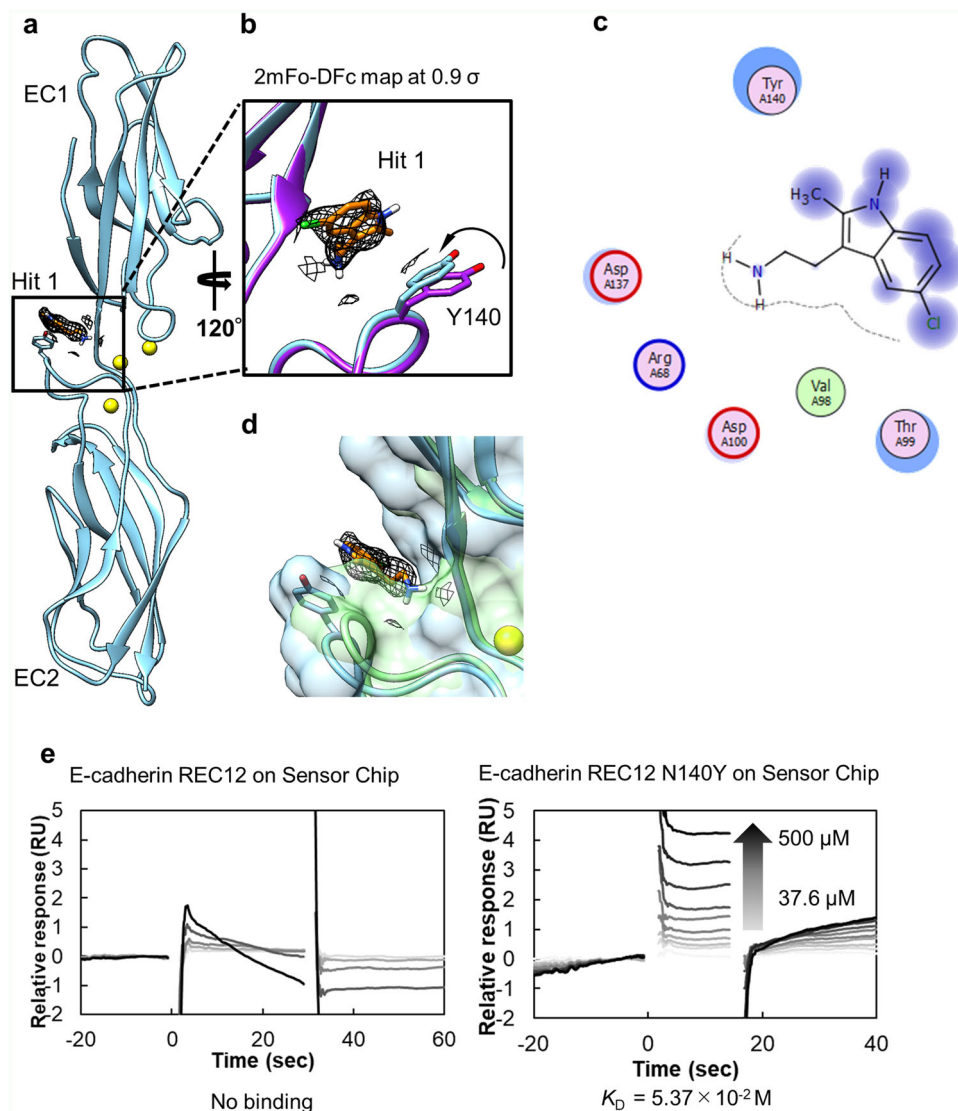 a
EC1
Hit 1
120°
EC2
b
2mFo-DFc map at 0.9 σ
Hit 1
Y140
c
Tyr
A140
H
H₃C
N
H
N
H
Cl
Asp
A137
Arg
A68
Val
A98
Asp
A100
Thr
A99
d
e
E-cadherin REC12 on Sensor Chip
Relative response (RU)
5
4
3
2
1
0
-1
-2
-20
0
20
40
60
Time (sec)
No binding
E-cadherin REC12 N140Y on Sensor Chip
Relative response (RU)
5
4
3
2
1
0
-1
-2
500 μM
37.6 μM
-20
0
20
40
Time (sec)
K_D = 5.37 × 10⁻² M